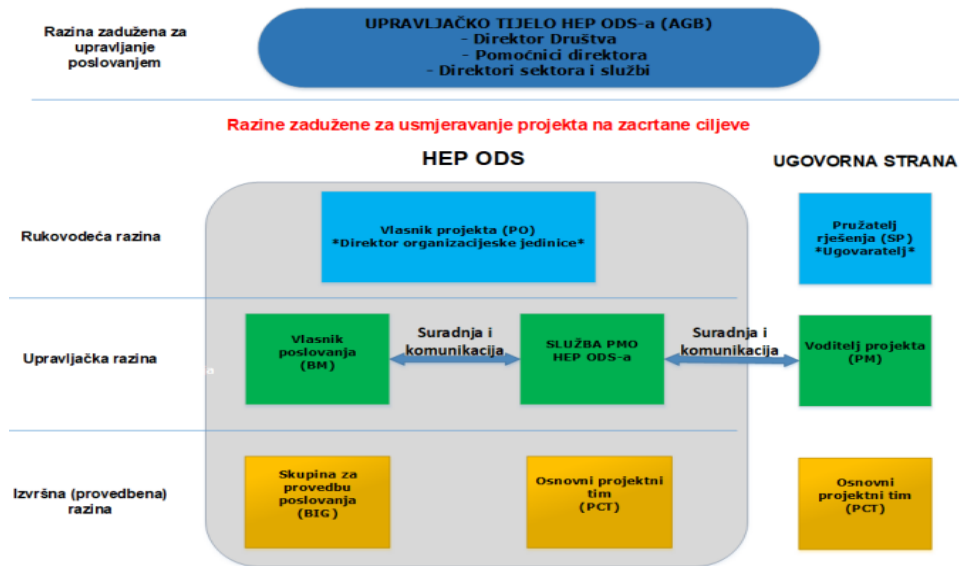 Razina zadužena za
upravljanje
poslovanjem
UPRAVLJAČKO TIJELO HEP ODS-a (AGB)
- Direktor Društva
- Pomoćnici direktora
- Direktori sektora i službi
Razine zadužene za usmjeravanje projekta na zacrtane ciljeve
HEP ODS
UGOVORNA STRANA
Rukovodeća razina
Vlasnik projekta (PO)
*Direktor organizacijeske jedinice*
Pružatelj
rješenja (SP)
*Ugovaratelj*
Upravljačka razina
Vlasnik
poslovanja
(BM)
Suradnja i
komunikacija
SLUŽBA PMO
HEP ODS-a
Suradnja i
komunikacija
Voditelj projekta
(PM)
Izvršna (provedbena)
razina
Skupina za
provedbu
poslovanja
(BIG)
Osnovni projektni
tim
(PCT)
Osnovni
projektni tim
(PCT)